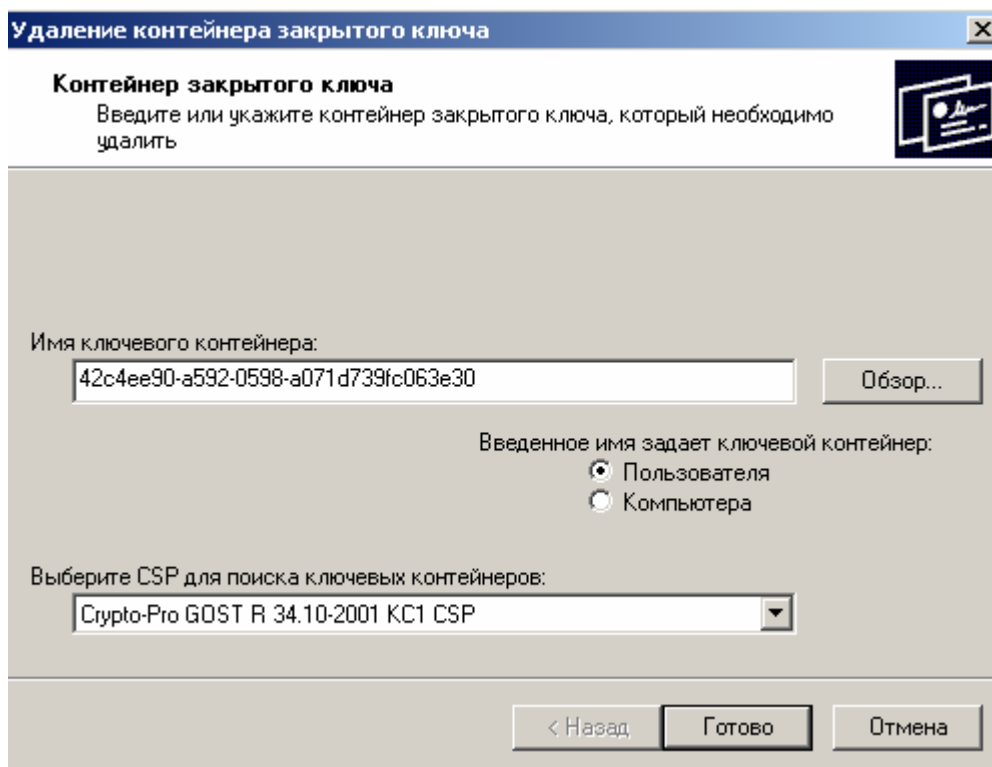 Удаление контейнера закрытого ключа
Контейнер закрытого ключа
Введите или укажите контейнер закрытого ключа, который необходимо
удалить
Имя ключевого контейнера:
42c4ee90-a592-0598-a071d739fc063e30
Обзор...
Введенное имя задает ключевой контейнер:
Пользователя
Компьютера
Выберите CSP для поиска ключевых контейнеров:
Crypto-Pro GOST R 34.10-2001 KC1 CSP
< Назад
Готово
Отмена